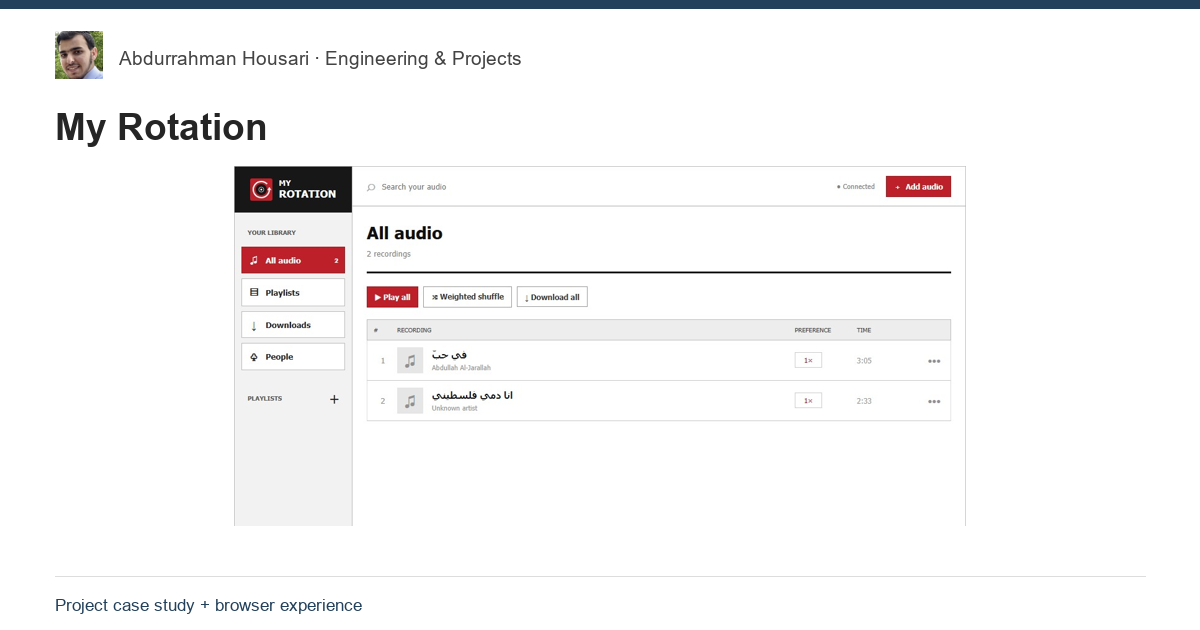 Abdurrahman Housari · Engineering & Projects
My Rotation
MY
ROTATION
Search your audio
Connected
+ Add audio
YOUR LIBRARY
All audio 2
Playlists
Downloads
People
PLAYLISTS +
All audio
2 recordings
Play all
Weighted shuffle
Download all
# RECORDING PREFERENCE TIME
1 في حب 1× 3:05
Abdullah Al-Jarallah
2 انا دمي فلسطيني 1× 2:33
Unknown artist
Project case study + browser experience